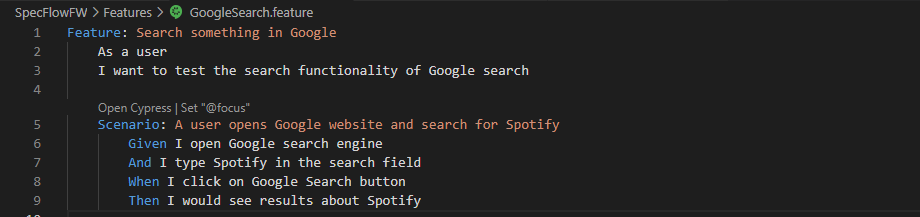 SpecFlowFW > Features > GoogleSearch.feature
1 Feature: Search something in Google
2 As a user
3 I want to test the search functionality of Google search
4
Open Cypress | Set "@focus"
5 Scenario: A user opens Google website and search for Spotify
6 Given I open Google search engine
7 And I type Spotify in the search field
8 When I click on Google Search button
9 Then I would see results about Spotify
10